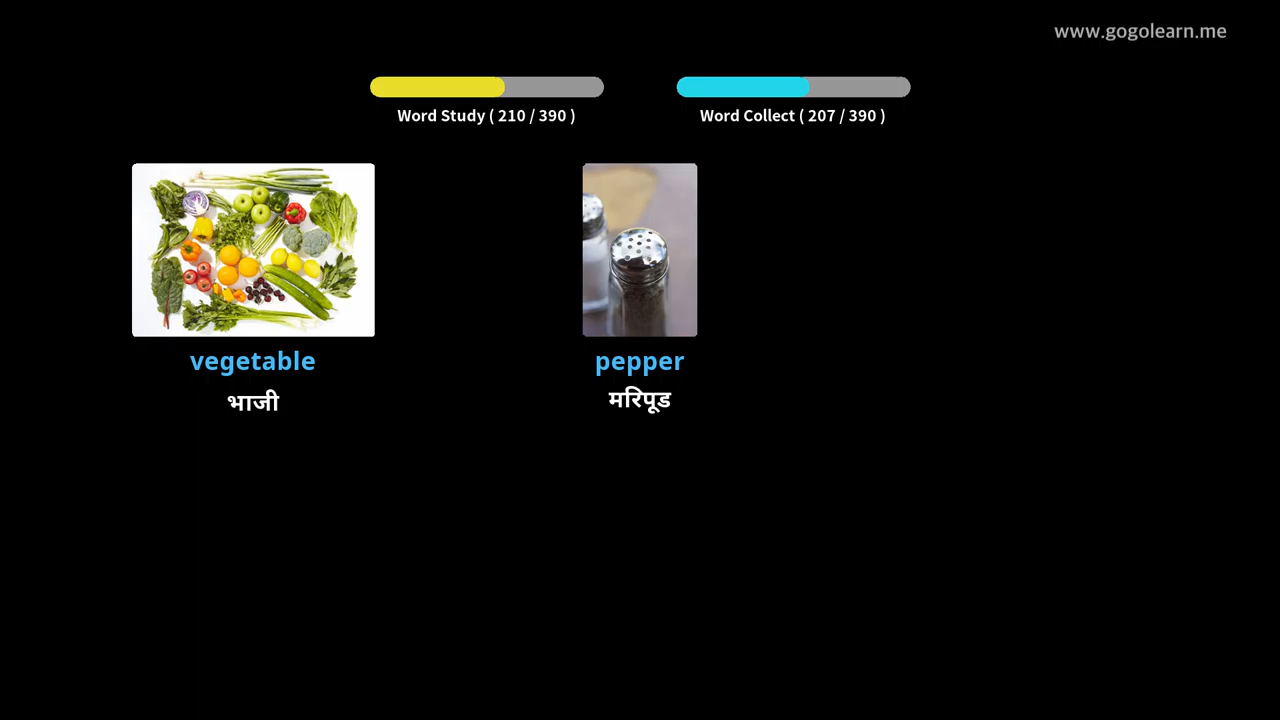 www.gogolearn.me
Word Study ( 210 / 390 )
Word Collect ( 207 / 390 )
vegetable
भाजी
pepper
मरिपूड